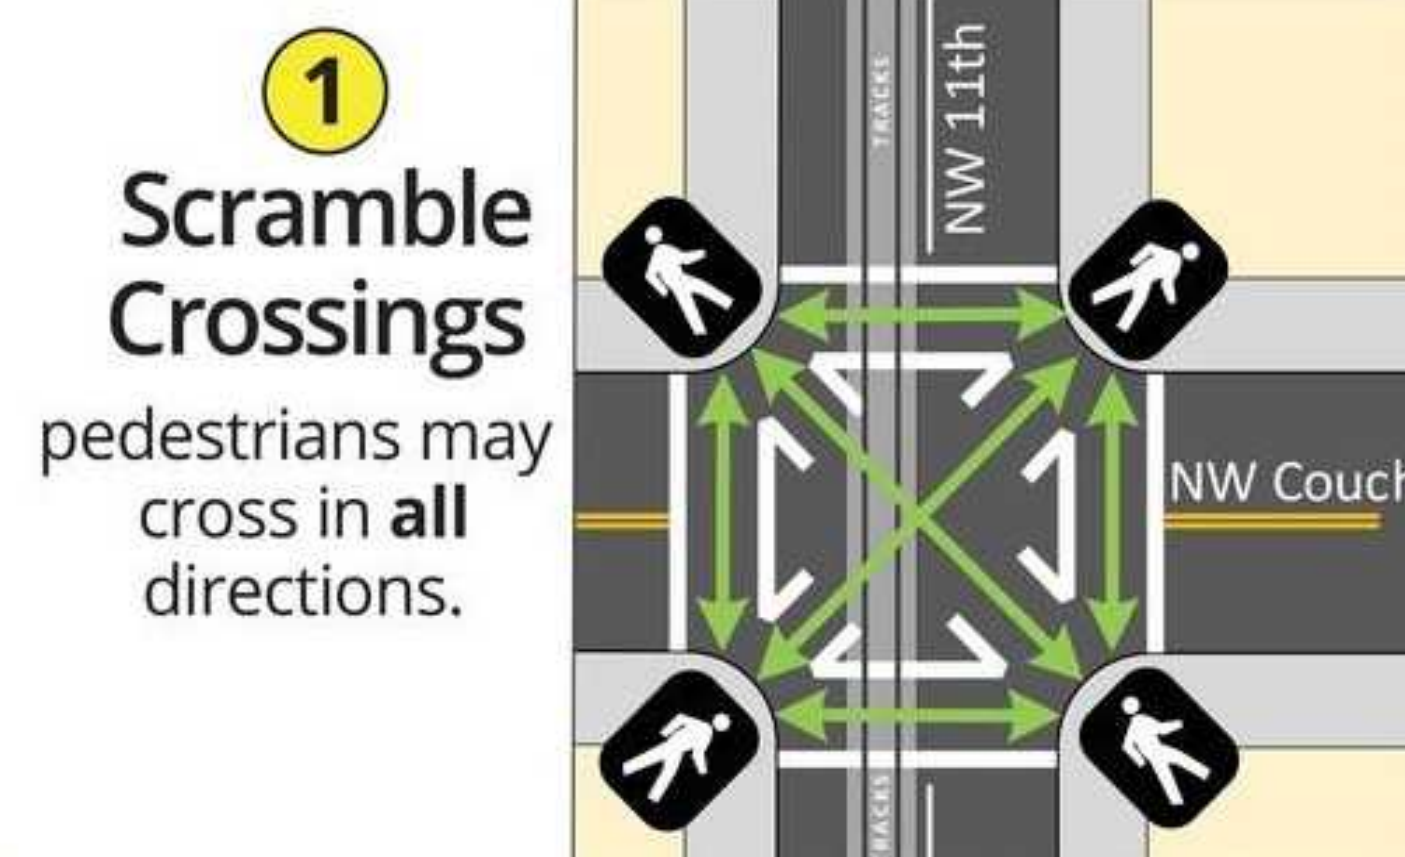 1
Scramble
Crossings
pedestrians may
cross in all
directions.
TRACKS
NW 11th
NW Couch
TRACKS